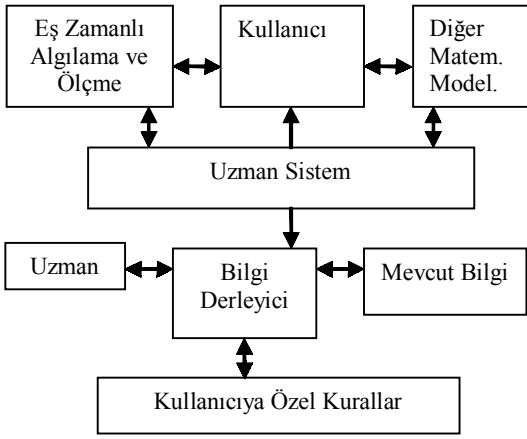 Eş Zamanlı
Algılama ve
Ölçme
Kullanıcı
Diğer
Matem.
Model.
Uzman Sistem
Uzman
Bilgi
Derleyici
Mevcut Bilgi
Kullanıcıya Özel Kurallar